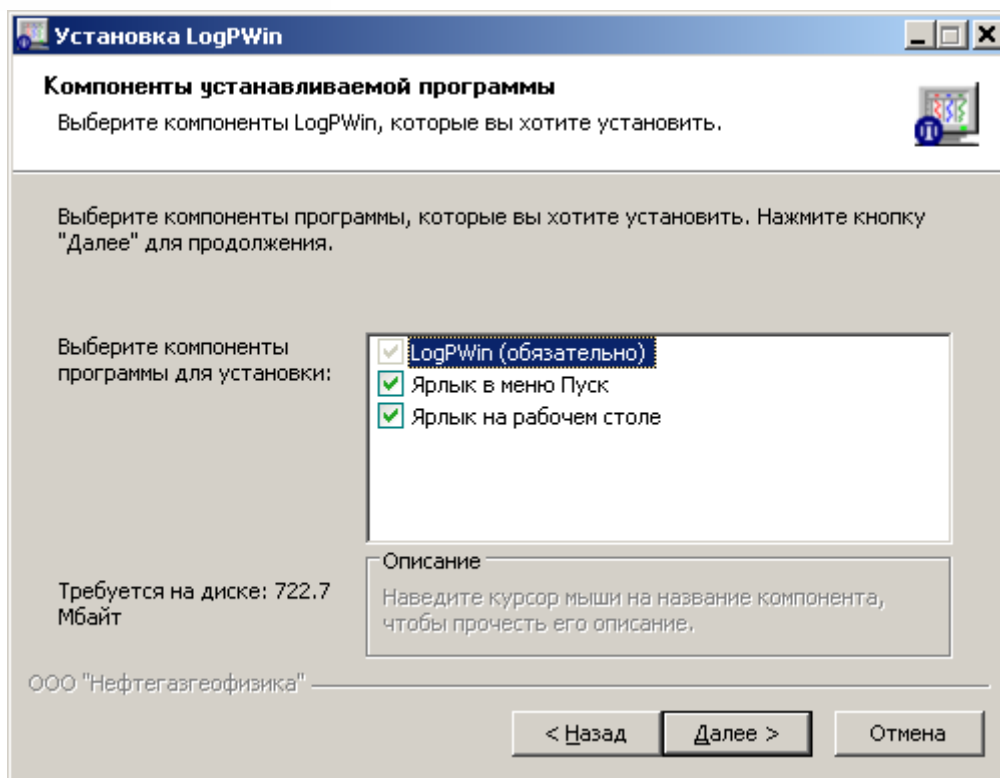 Установка LogPWin
Компоненты устанавливаемой программы
Выберите компоненты LogPWin, которые вы хотите установить.
Выберите компоненты программы, которые вы хотите установить. Нажмите кнопку
"Далее" для продолжения.
Выберите компоненты
программы для установки:
LogPWin (обязательно)
Ярлык в меню Пуск
Ярлык на рабочем столе
Требуется на диске: 722.7
Мбайт
Описание
Наведите курсор мыши на название компонента,
чтобы прочесть его описание.
ООО "Нефтегазгеофизика"
< Назад
Далее >
Отмена